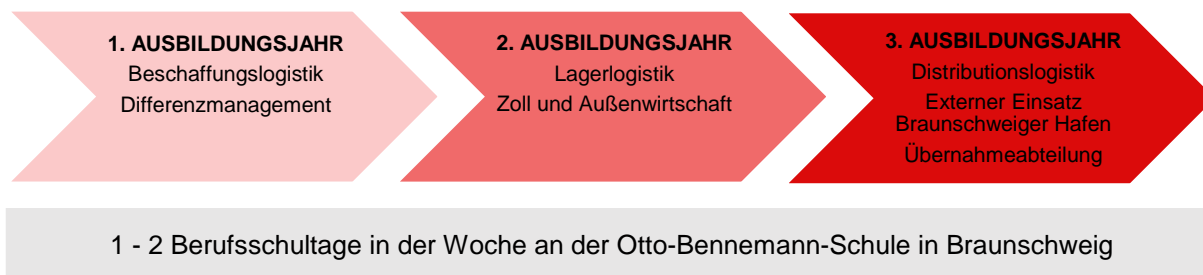 1. AUSBILDUNGSJAHR
Beschaffungslogistik
Differenzmanagement
2. AUSBILDUNGSJAHR
Lagerlogistik
Zoll und Außenwirtschaft
3. AUSBILDUNGSJAHR
Distributionslogistik
Externer Einsatz
Braunschweiger Hafen
Übernahmeabteilung
1 - 2 Berufsschultage in der Woche an der Otto-Bennemann-Schule in Braunschweig